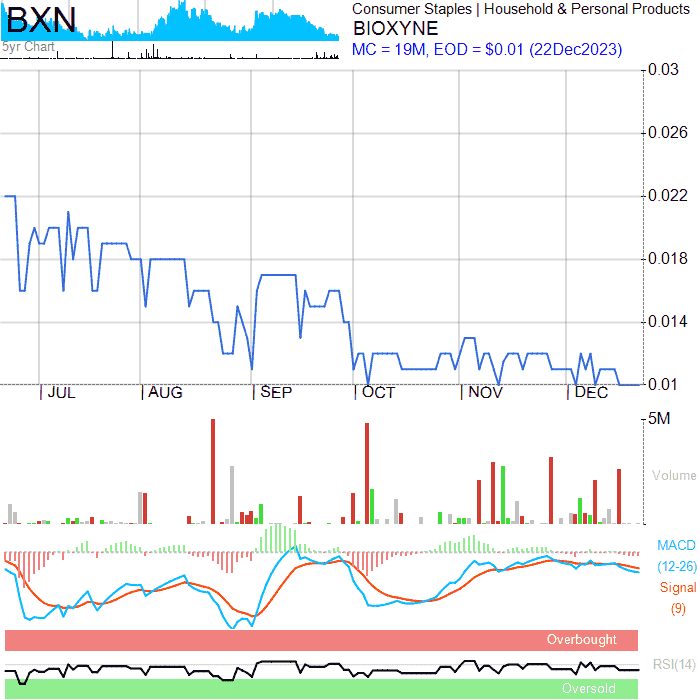 BXN
5yr Chart
Consumer Staples | Household & Personal Products
BIOXYNE
MC = 19M, EOD = $0.01 (22Dec2023)
0.03
0.026
0.022
0.018
0.014
0.01
JUL AUG SEP OCT NOV DEC
5M
Volume
MACD
(12-26)
Signal
(9)
Overbought
RSI(14)
Oversold